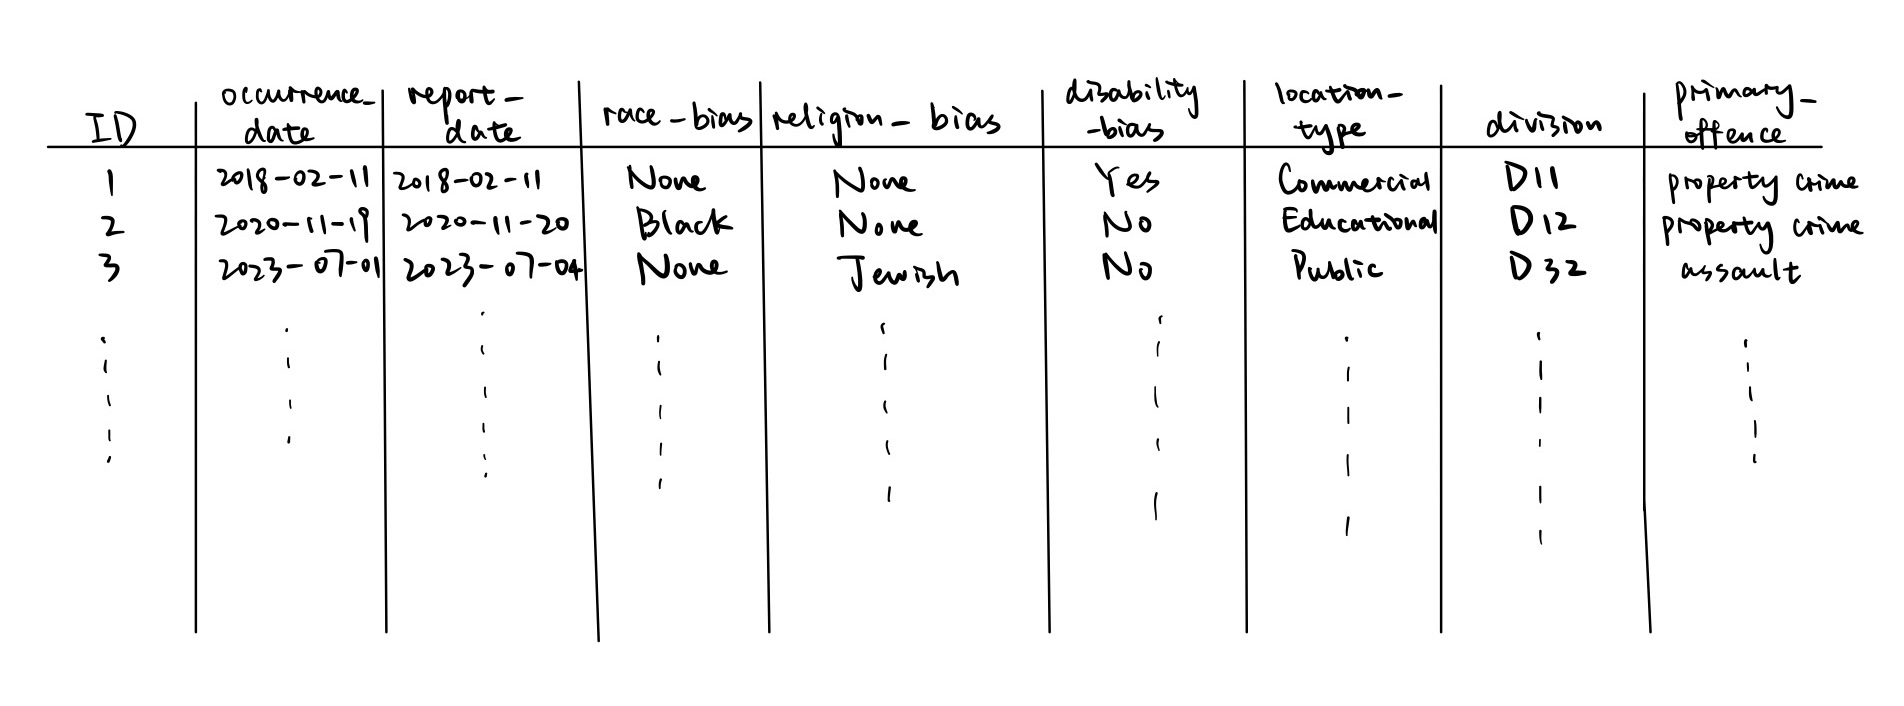 ID occurrence_date report_date race_bias religion_bias disability_bias location_type division primary_offence
1 2018-02-11 2018-02-11 None None Yes Commercial D11 property crime
2 2020-11-19 2020-11-20 Black None No Educational D12 property crime
3 2023-07-01 2023-07-04 None Jewish No Public D32 assault